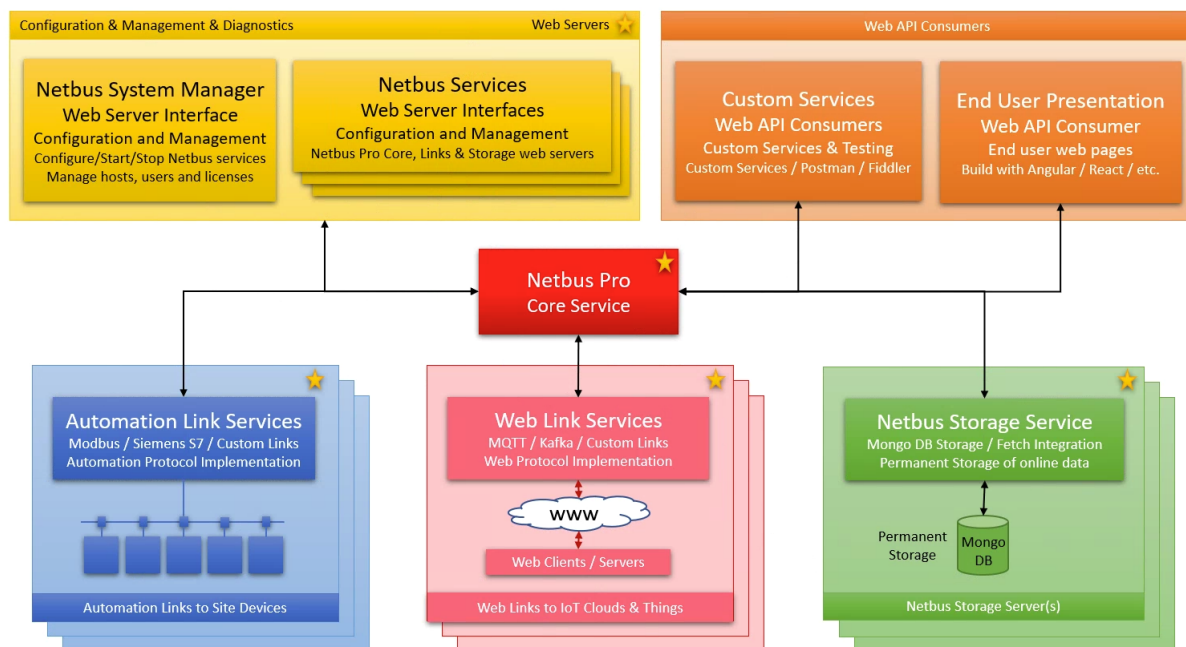 Configuration & Management & Diagnostics
Web Servers
Netbus System Manager
Web Server Interface
Configuration and Management
Configure/Start/Stop Netbus services
Manage hosts, users and licenses
Netbus Services
Web Server Interfaces
Configuration and Management
Netbus Pro Core, Links & Storage web servers
Web API Consumers
Custom Services
Web API Consumers
Custom Services & Testing
Custom Services / Postman / Fiddler
End User Presentation
Web API Consumer
End user web pages
Build with Angular / React / etc.
Netbus Pro
Core Service
Automation Link Services
Modbus / Siemens S7 / Custom Links
Automation Protocol Implementation
Automation Links to Site Devices
Web Link Services
MQTT / Kafka / Custom Links
Web Protocol Implementation
WWW
Web Clients / Servers
Web Links to IoT Clouds & Things
Netbus Storage Service
Mongo DB Storage / Fetch Integration
Permanent Storage of online data
Permanent
Storage
Mongo
DB
Netbus Storage Server(s)